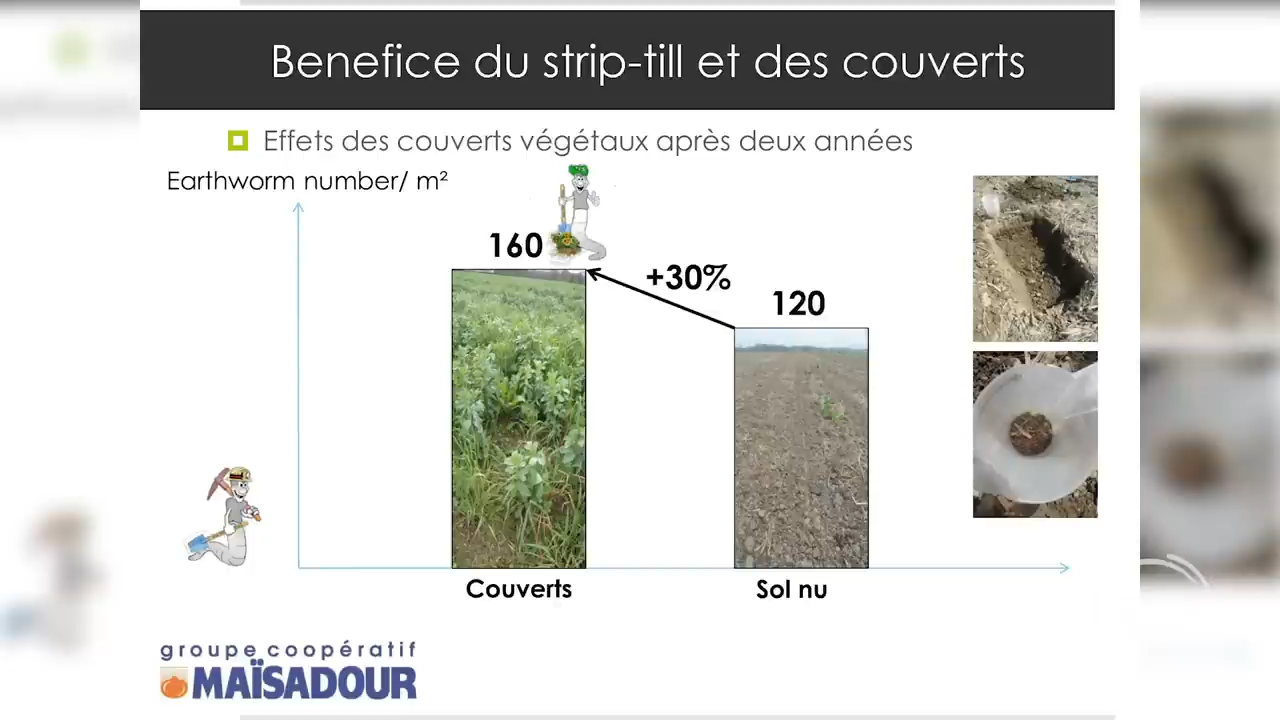 Benefice du strip-till et des couverts
Effets des couverts végétaux après deux années
Earthworm number/ m²
160
+30%
120
Couverts
Sol nu
groupe coopératif
MAÏSADOUR